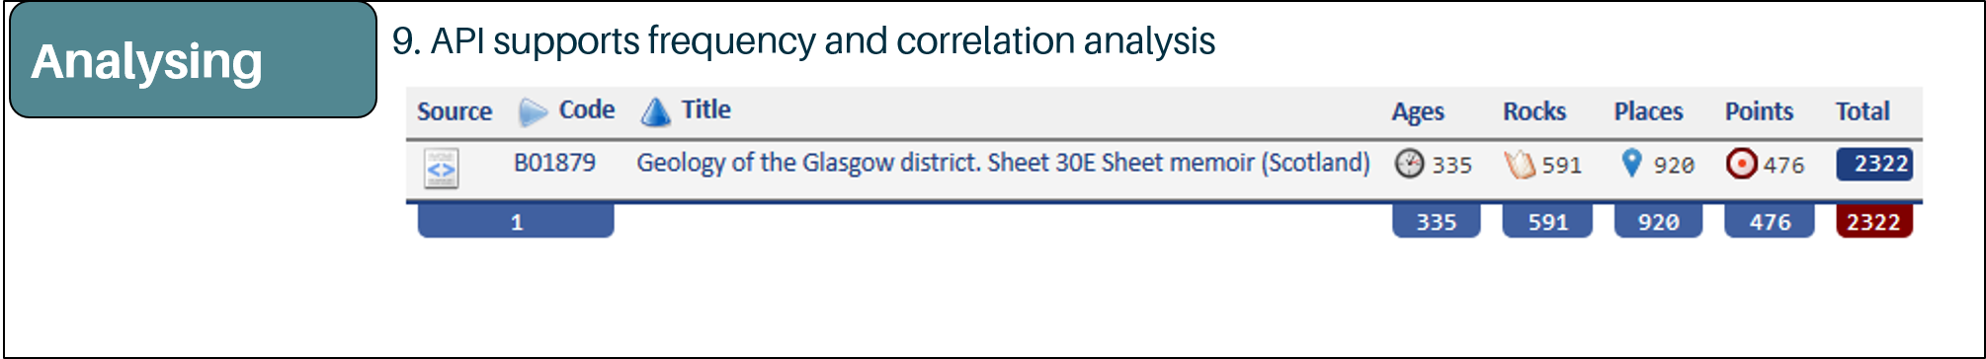 Analysing
9. API supports frequency and correlation analysis
Source Code Title Ages Rocks Places Points Total
B01879 Geology of the Glasgow district. Sheet 30E Sheet memoir (Scotland) 335 591 920 476 2322
1 335 591 920 476 2322